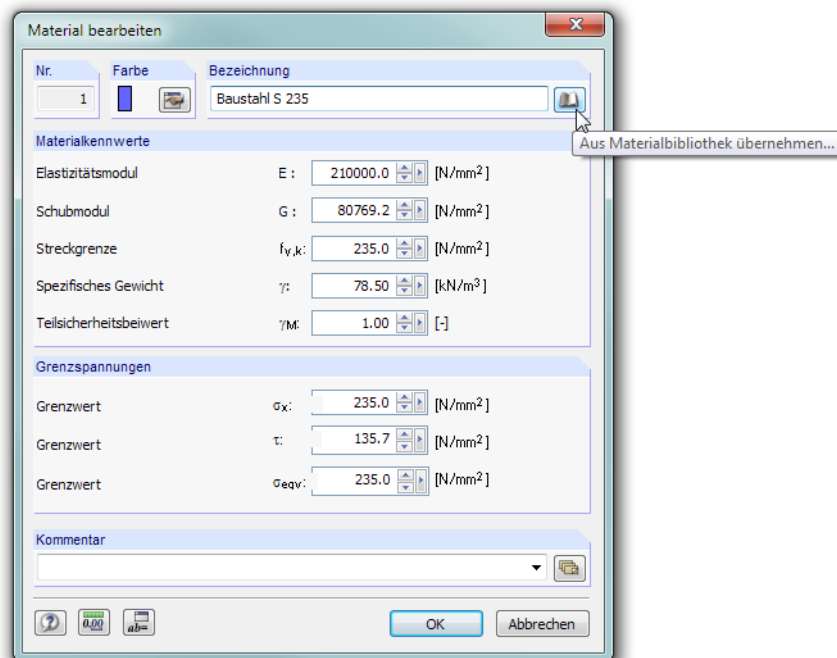 Material bearbeiten
Nr. Farbe Bezeichnung
1 Baustahl S 235
Aus Materialbibliothek übernehmen...
Materialkennwerte
Elastizitätsmodul E : 210000.0 [N/mm²]
Schubmodul G : 80769.2 [N/mm²]
Streckgrenze fy,k: 235.0 [N/mm²]
Spezifisches Gewicht γ: 78.50 [kN/m³]
Teilsicherheitsbeiwert γM: 1.00 [-]
Grenzspannungen
Grenzwert σx: 235.0 [N/mm²]
Grenzwert τ: 135.7 [N/mm²]
Grenzwert σeqv: 235.0 [N/mm²]
Kommentar
0.00 ab= OK Abbrechen